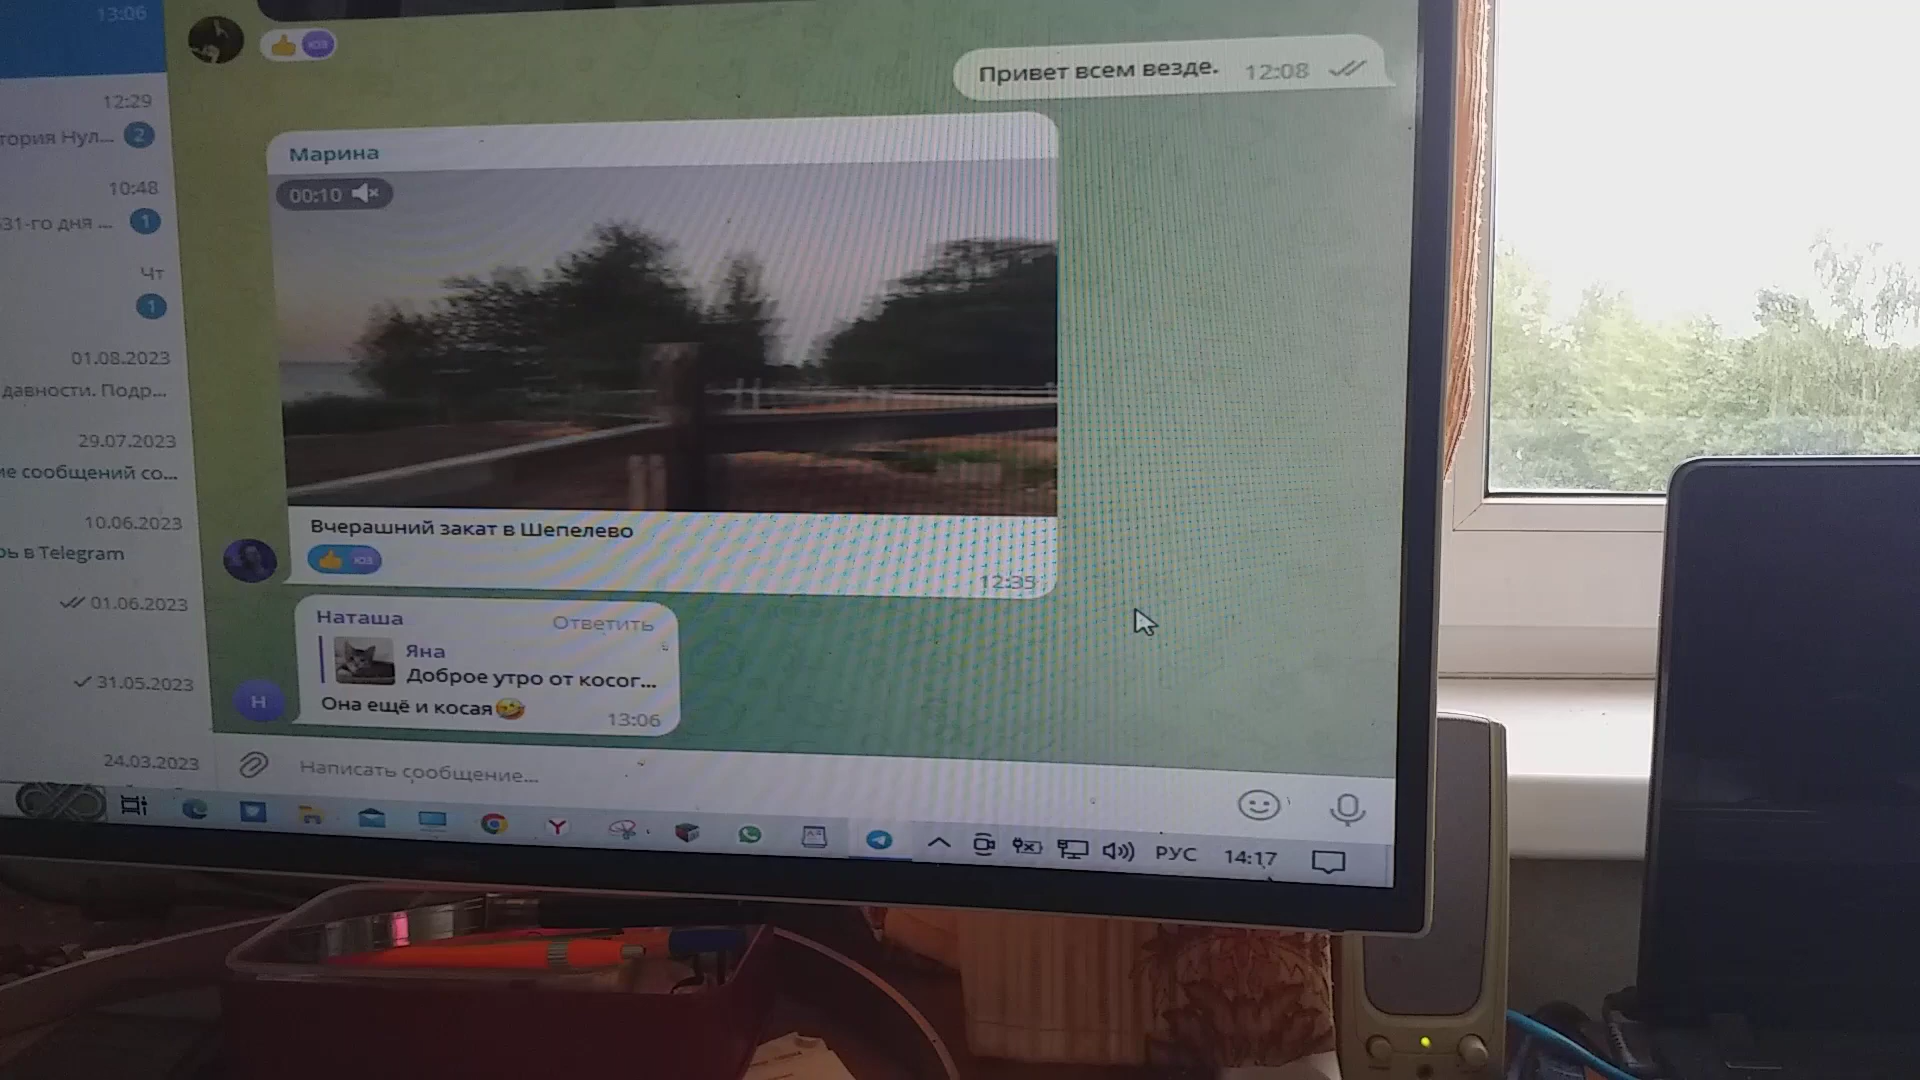 13:06
12:29
тория Нул... 2
10:48
31-го дня ... 1
Чт
1
01.08.2023
давности. Подр...
29.07.2023
ие сообщений со...
10.06.2023
рь в Telegram
01.06.2023
31.05.2023
24.03.2023
юз
Привет всем везде. 12:08
Марина
00:10
Вчерашний закат в Шепелево
юз
12:35
Наташа Ответить
Яна
Доброе утро от косог...
Она ещё и косая🤣
13:06
Н
Написать сообщение...
РУС 14:17